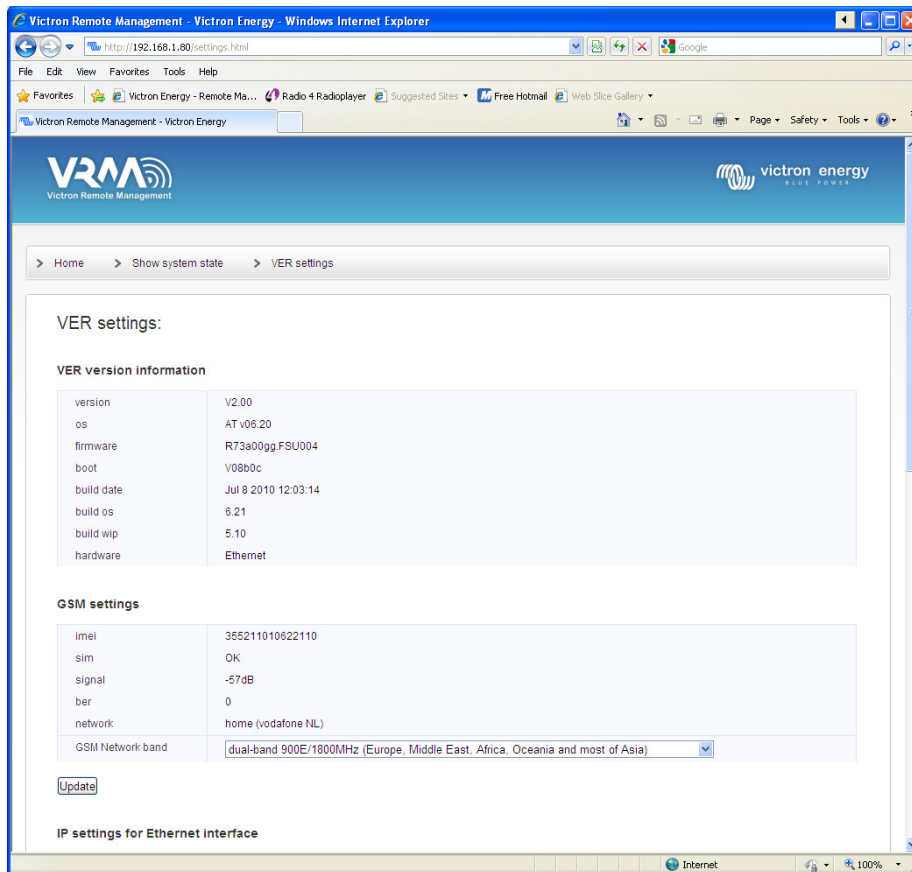 Victron Remote Management - Victron Energy - Windows Internet Explorer
http://192.168.1.80/settings.html
Google
File Edit View Favorites Tools Help
Favorites Victron Energy - Remote Ma... Radio 4 Radioplayer Suggested Sites Free Hotmail Web Slice Gallery
Victron Remote Management - Victron Energy
Page Safety Tools
VRM
Victron Remote Management
victron energy
BLUE POWER
Home Show system state VER settings
VER settings:
VER version information
version V2.00
os AT v06.20
firmware R73a00gg.FSU004
boot V08b0c
build date Jul 8 2010 12:03:14
build os 6.21
build wip 5.10
hardware Ethernet
GSM settings
imei 355211010622110
sim OK
signal -57dB
ber 0
network home (vodafone NL)
GSM Network band dual-band 900E/1800MHz (Europe, Middle East, Africa, Oceania and most of Asia)
Update
IP settings for Ethernet interface
Internet 100%